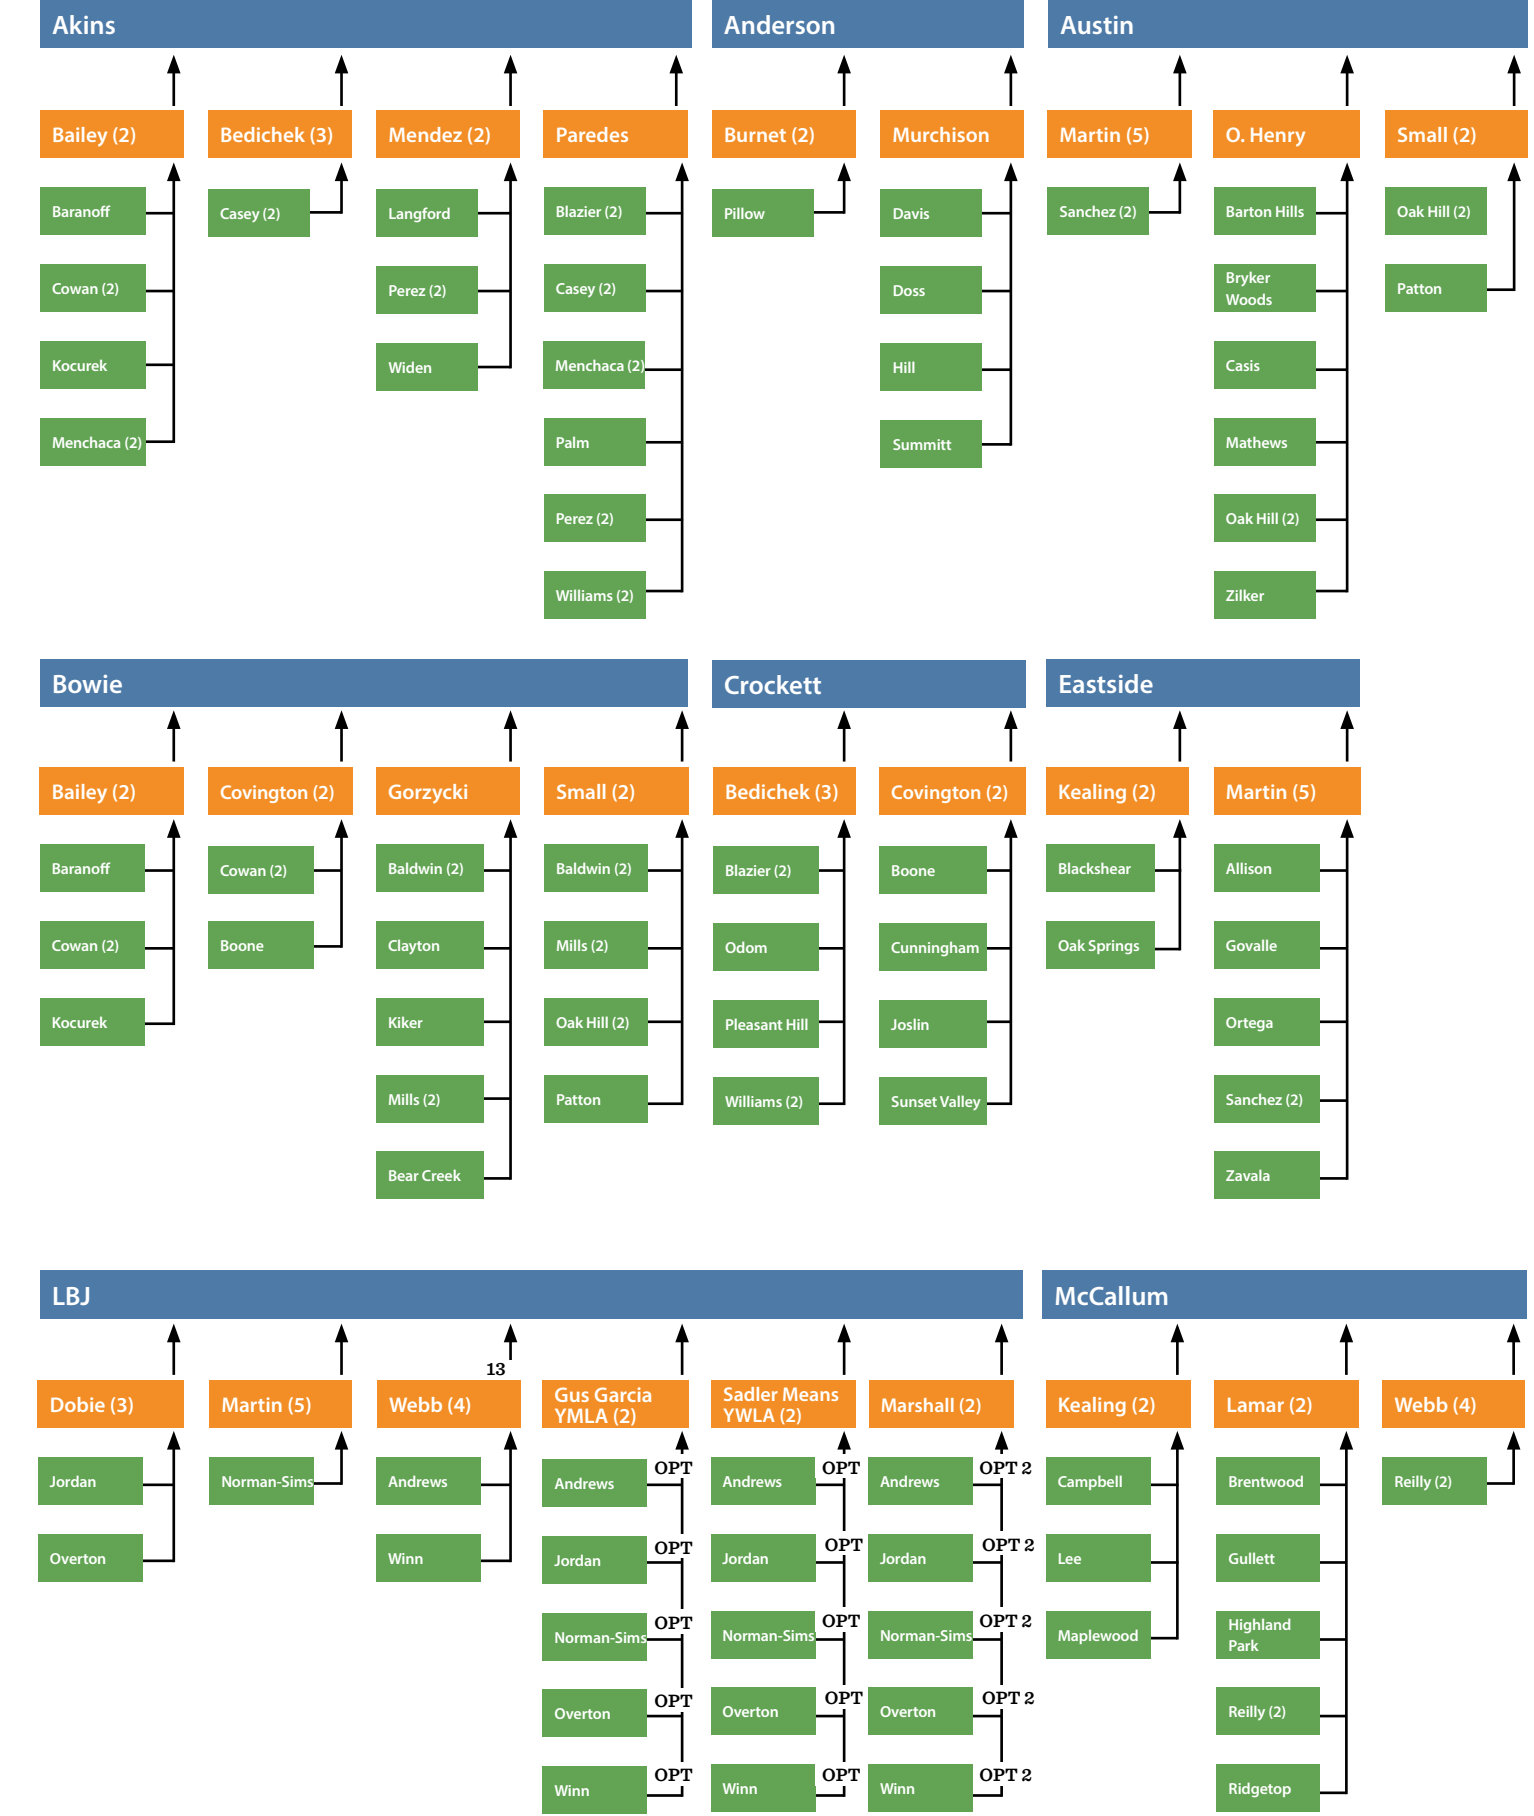 Akins
Anderson
Austin
Bailey (2)
Bedichek (3)
Mendez (2)
Paredes
Burnet (2)
Murchison
Martin (5)
O. Henry
Small (2)
Baranoff
Cowan (2)
Kocurek
Menchaca (2)
Casey (2)
Langford
Perez (2)
Widen
Blazier (2)
Casey (2)
Menchaca (2)
Palm
Perez (2)
Williams (2)
Pillow
Davis
Doss
Hill
Summitt
Sanchez (2)
Barton Hills
Bryker
Woods
Casis
Mathews
Oak Hill (2)
Zilker
Oak Hill (2)
Patton
Bowie
Crockett
Eastside
Bailey (2)
Covington (2)
Gorzycki
Small (2)
Bedichek (3)
Covington (2)
Kealing (2)
Martin (5)
Baranoff
Cowan (2)
Kocurek
Cowan (2)
Boone
Baldwin (2)
Clayton
Kiker
Mills (2)
Bear Creek
Baldwin (2)
Mills (2)
Oak Hill (2)
Patton
Blazier (2)
Odom
Pleasant Hill
Williams (2)
Boone
Cunningham
Joslin
Sunset Valley
Blackshear
Oak Springs
Allison
Govalle
Ortega
Sanchez (2)
Zavala
LBJ
McCallum
13
Dobie (3)
Martin (5)
Webb (4)
Gus Garcia
YMLA (2)
Sadler Means
YWLA (2)
Marshall (2)
Kealing (2)
Lamar (2)
Webb (4)
Jordan
Overton
Norman-Sims
Andrews
Winn
OPT
Andrews
OPT
Jordan
OPT
Norman-Sims
OPT
Overton
OPT
Winn
OPT
Andrews
OPT
Jordan
OPT
Norman-Sims
OPT
Overton
OPT
Winn
OPT 2
Andrews
OPT 2
Jordan
OPT 2
Norman-Sims
OPT 2
Overton
OPT 2
Winn
Campbell
Lee
Maplewood
Brentwood
Gullett
Highland
Park
Reilly (2)
Ridgetop
Reilly (2)